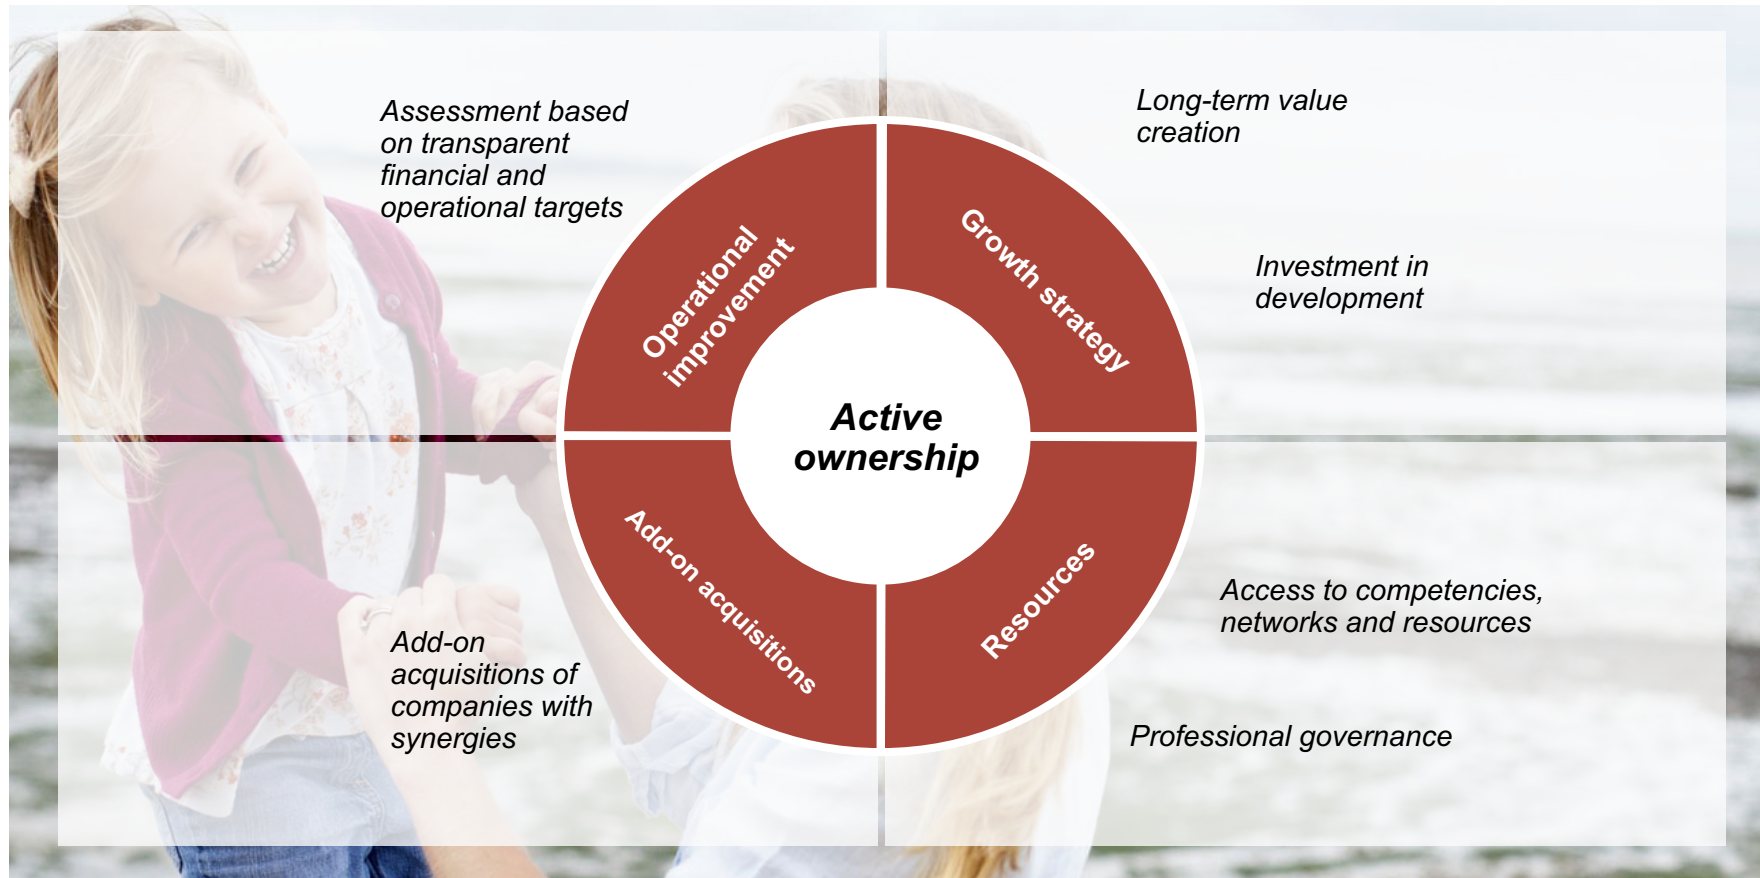 Assessment based
on transparent
financial and
operational targets
Long-term value
creation
Investment in
development
Operational
improvement
Growth strategy
Active
ownership
Add-on acquisitions
Resources
Add-on
acquisitions of
companies with
synergies
Access to competencies,
networks and resources
Professional governance